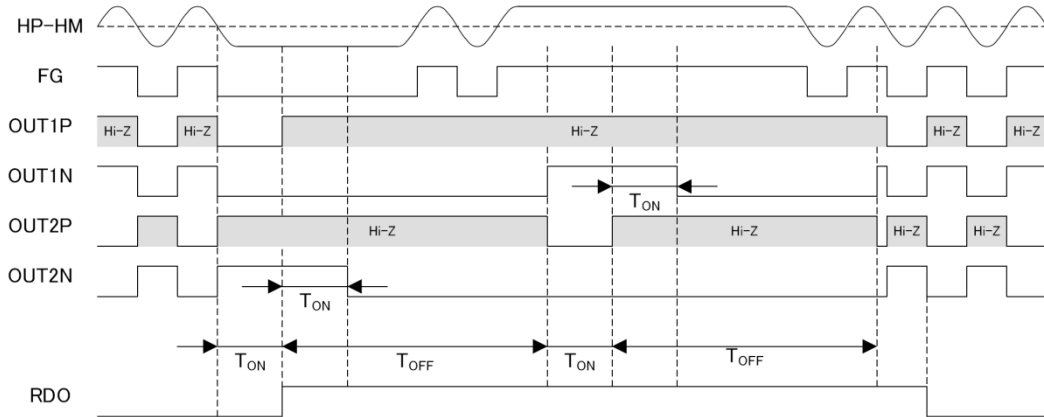 HP-HM
FG
OUT1P
Hi-Z
Hi-Z
Hi-Z
Hi-Z
Hi-Z
OUT1N
TON
OUT2P
Hi-Z
Hi-Z
Hi-Z
Hi-Z
OUT2N
TON
TON
TOFF
TON
TOFF
RDO